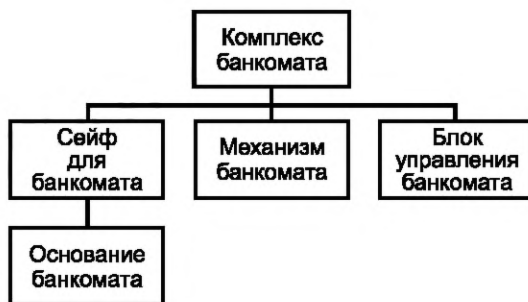 Комплекс
банкомата
Сейф
для
банкомата
Механизм
банкомата
Блок
управления
банкомата
Основание
банкомата